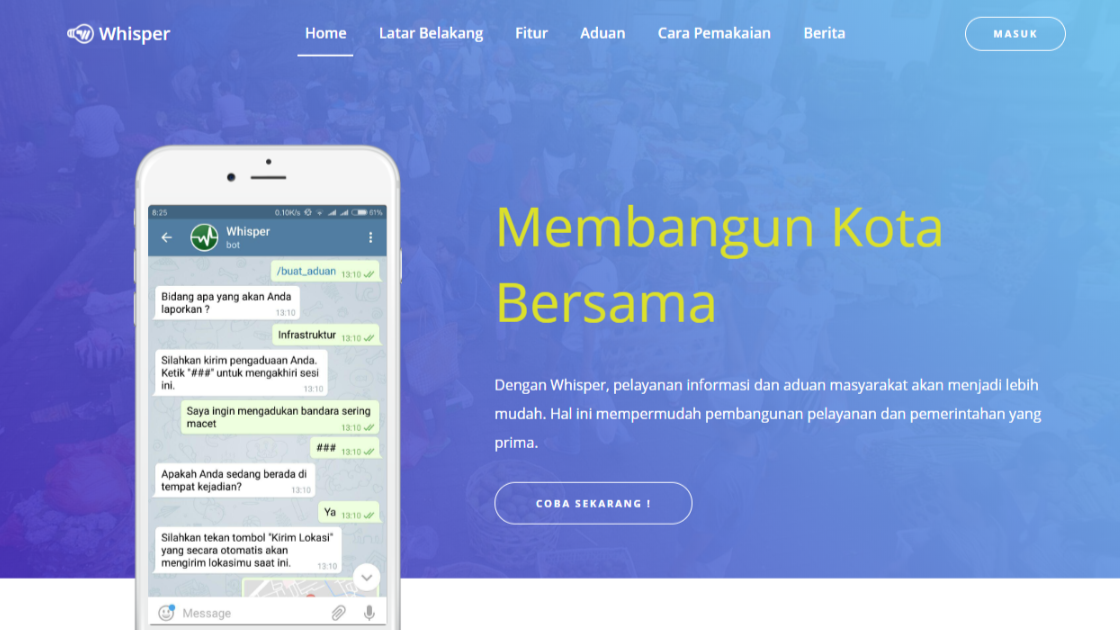 Whisper
Home Latar Belakang Fitur Aduan Cara Pemakaian Berita
MASUK
8:25 0.10K/s 61%
Whisper
bot
/buat_aduan 13:10
Bidang apa yang akan Anda
laporkan ?
13:10
Infrastruktur 13:10
Silahkan kirim pengaduaan Anda.
Ketik "###" untuk mengakhiri sesi
ini.
13:10
Saya ingin mengadukan bandara sering
macet
13:10
### 13:10
Apakah Anda sedang berada di
tempat kejadian?
13:10
Ya 13:10
Silahkan tekan tombol "Kirim Lokasi"
yang secara otomatis akan
mengirim lokasimu saat ini.
13:10
Message
Membangun Kota
Bersama
Dengan Whisper, pelayanan informasi dan aduan masyarakat akan menjadi lebih
mudah. Hal ini mempermudah pembangunan pelayanan dan pemerintahan yang
prima.
COBA SEKARANG !